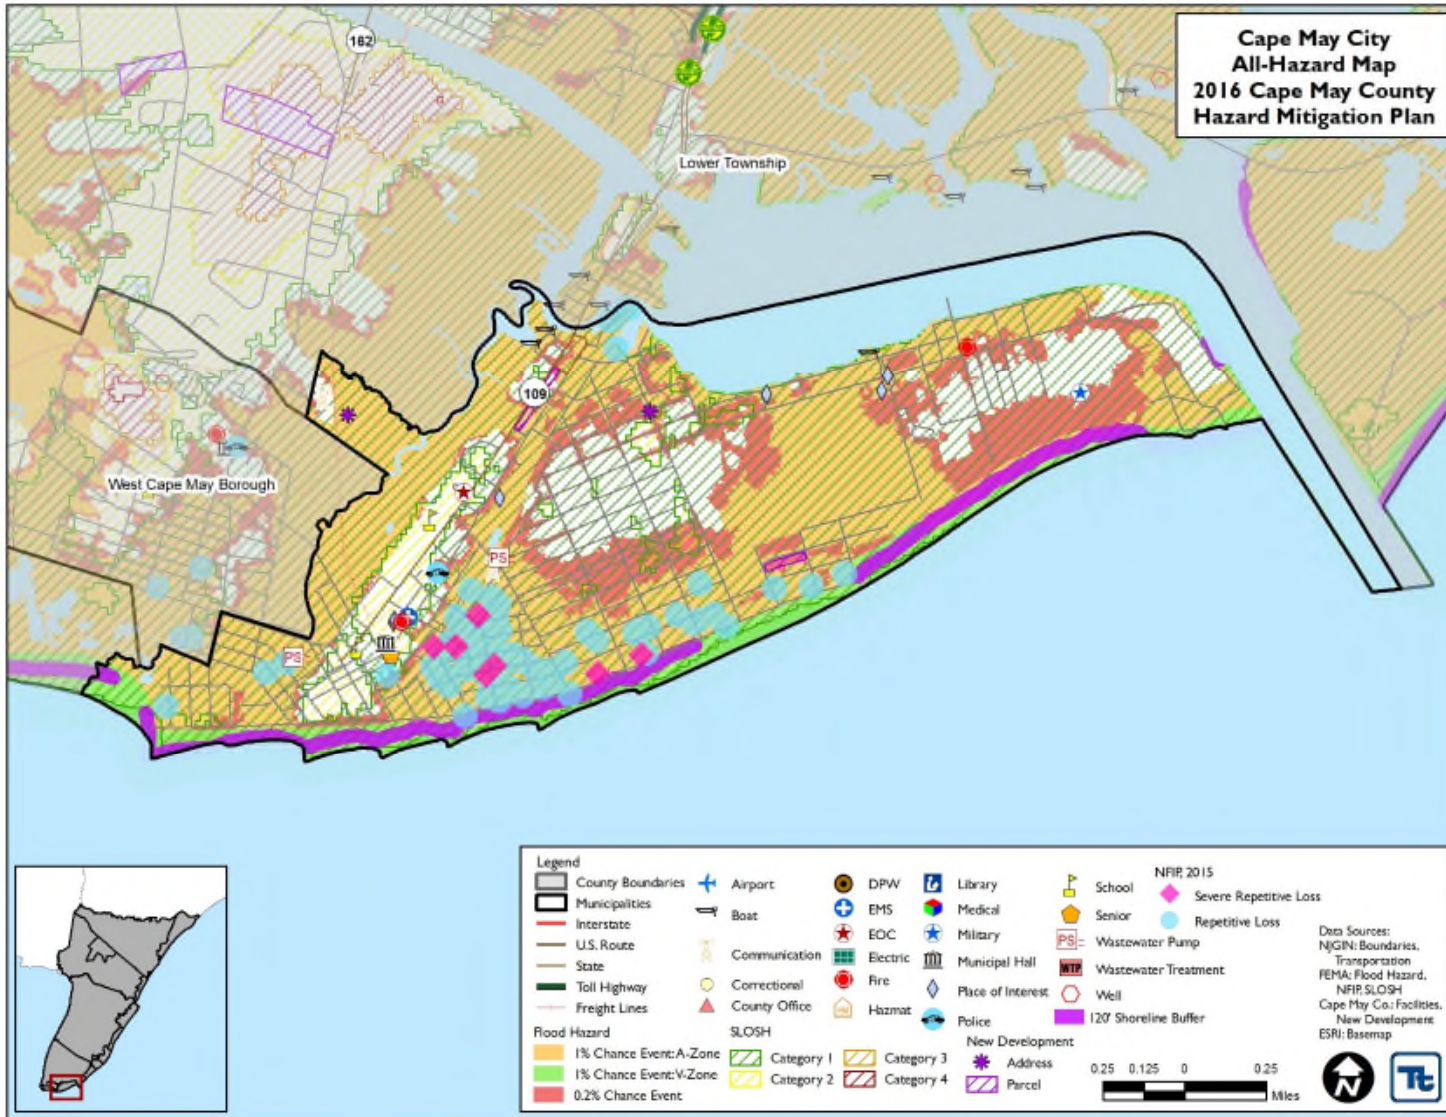 Cape May City
All-Hazard Map
2016 Cape May County
Hazard Mitigation Plan
162
Lower Township
109
West Cape May Borough
PS
PS
Legend
County Boundaries
Municipalities
Interstate
U.S. Route
State
Toll Highway
Freight Lines
Airport
Boat
Communication
Correctional
County Office
DPW
EMS
EOC
Electric
Fire
Hazmat
Library
Medical
Military
Municipal Hall
Place of Interest
Police
School
Senior
PS
Wastewater Pump
WTP
Wastewater Treatment
Well
120' Shoreline Buffer
NFIP, 2015
Severe Repetitive Loss
Repetitive Loss
Flood Hazard
1% Chance Event: A-Zone
1% Chance Event: V-Zone
0.2% Chance Event
SLOSH
Category 1
Category 2
Category 3
Category 4
New Development
Address
Parcel
0.25 0.125 0 0.25
Miles
Data Sources:
NJGIN: Boundaries,
Transportation
FEMA: Flood Hazard,
NFIP, SLOSH
Cape May Co.: Facilities,
New Development
ESRI: Basemap
N
Tt